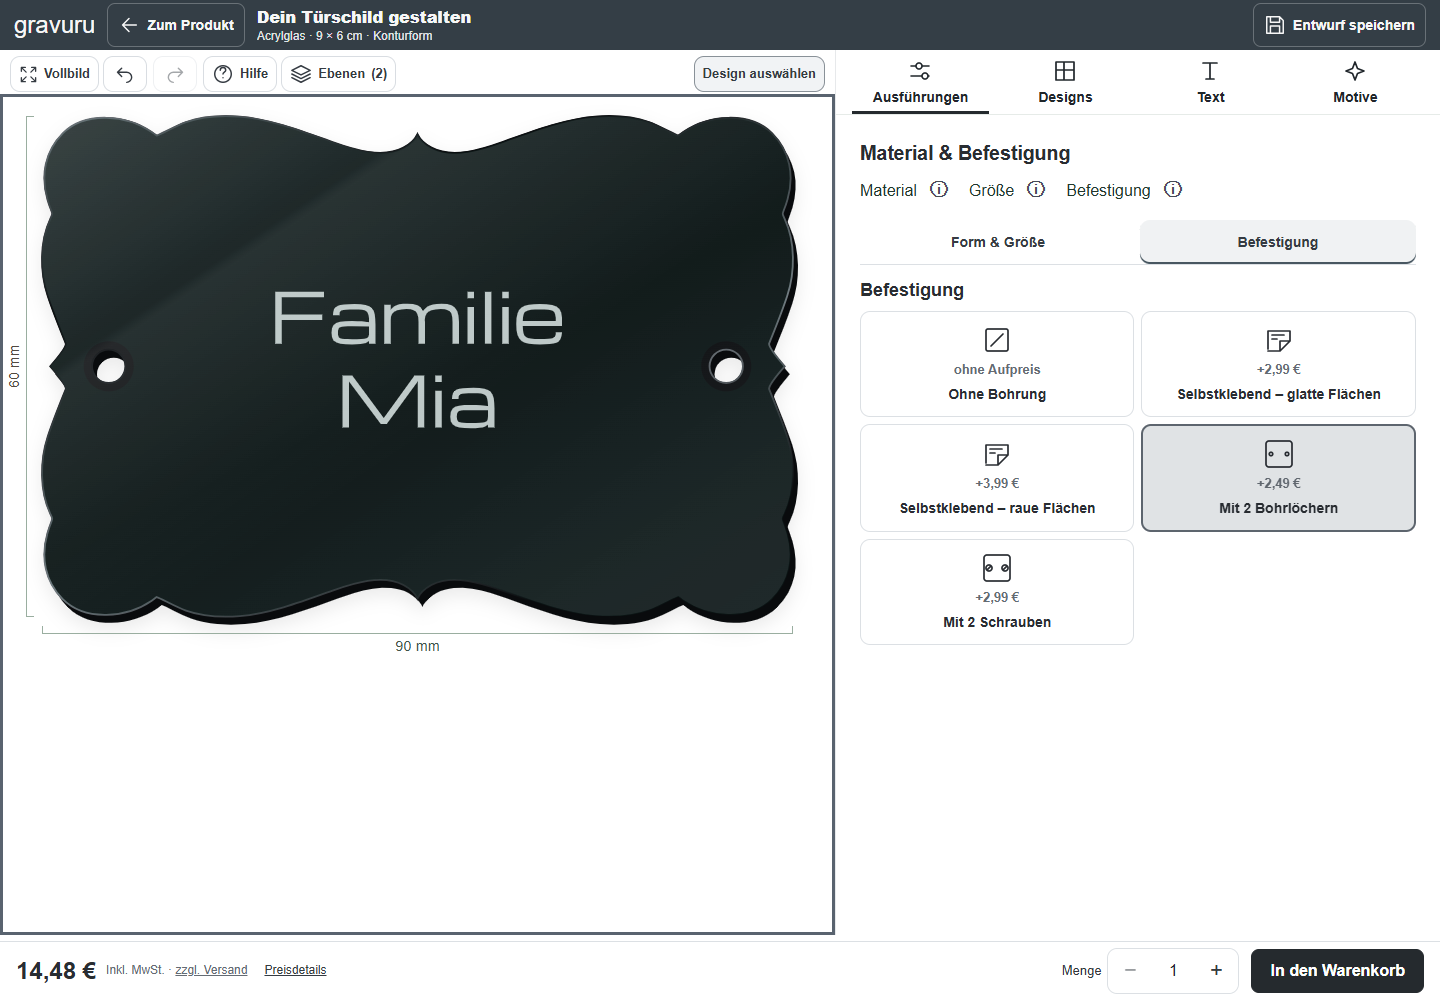 gravuru
Zum Produkt
Dein Türschild gestalten
Acrylglas · 9 × 6 cm · Konturform
Entwurf speichern
Vollbild
Hilfe
Ebenen (2)
Design auswählen
Ausführungen
Designs
Text
Motive
60 mm
Familie
Mia
90 mm
Material & Befestigung
Material
Größe
Befestigung
Form & Größe
Befestigung
Befestigung
ohne Aufpreis
Ohne Bohrung
+2,99 €
Selbstklebend – glatte Flächen
+3,99 €
Selbstklebend – raue Flächen
+2,49 €
Mit 2 Bohrlöchern
+2,99 €
Mit 2 Schrauben
14,48 €
Inkl. MwSt. · zzgl. Versand
Preisdetails
Menge
1
In den Warenkorb